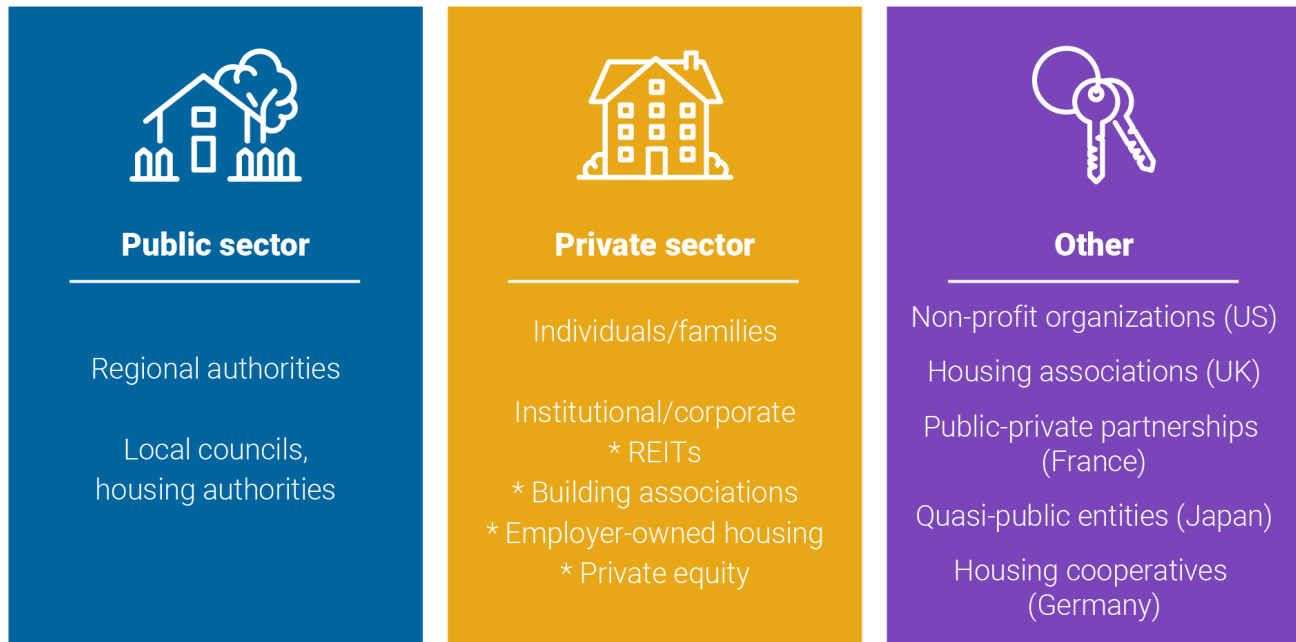 Public sector
Regional authorities
Local councils,
housing authorities
Private sector
Individuals/families
Institutional/corporate
* REITs
* Building associations
* Employer-owned housing
* Private equity
Other
Non-profit organizations (US)
Housing associations (UK)
Public-private partnerships
(France)
Quasi-public entities (Japan)
Housing cooperatives
(Germany)